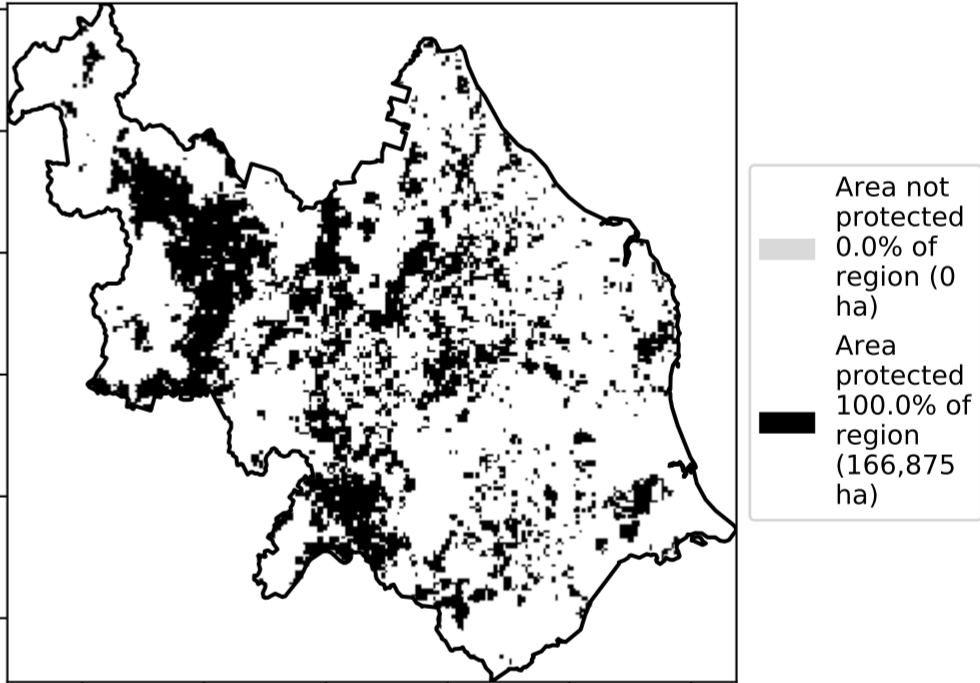 Area not
protected
0.0% of
region (0
ha)
Area
protected
100.0% of
region
(166,875
ha)